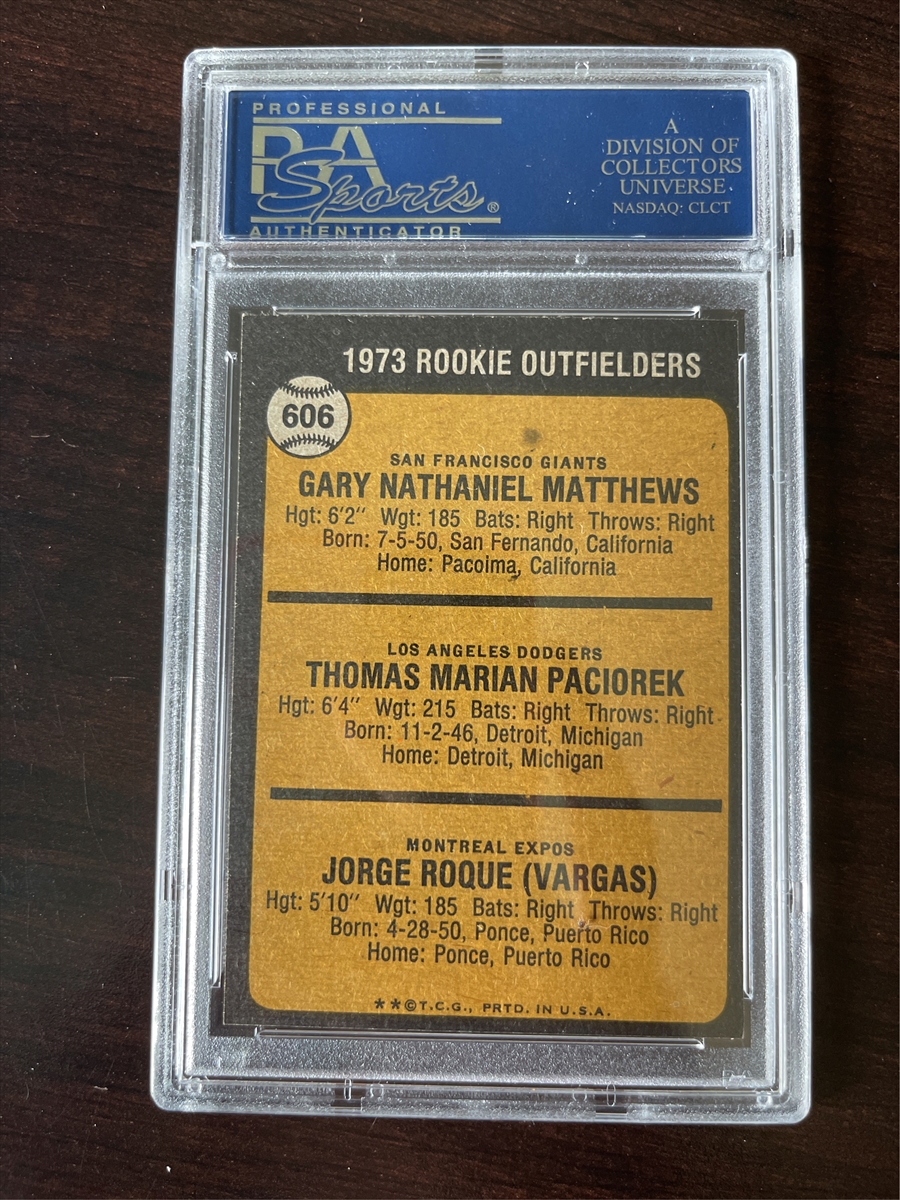 PROFESSIONAL
PSA
Sports®
AUTHENTICATOR
A
DIVISION OF
COLLECTORS
UNIVERSE
NASDAQ: CLCT
1973 ROOKIE OUTFIELDERS
606
SAN FRANCISCO GIANTS
GARY NATHANIEL MATTHEWS
Hgt: 6'2" Wgt: 185 Bats: Right Throws: Right
Born: 7-5-50, San Fernando, California
Home: Pacoima, California
LOS ANGELES DODGERS
THOMAS MARIAN PACIOREK
Hgt: 6'4" Wgt: 215 Bats: Right Throws: Right
Born: 11-2-46, Detroit, Michigan
Home: Detroit, Michigan
MONTREAL EXPOS
JORGE ROQUE (VARGAS)
Hgt: 5'10" Wgt: 185 Bats: Right Throws: Right
Born: 4-28-50, Ponce, Puerto Rico
Home: Ponce, Puerto Rico
**©T.C.G., PRTD. IN U.S.A.